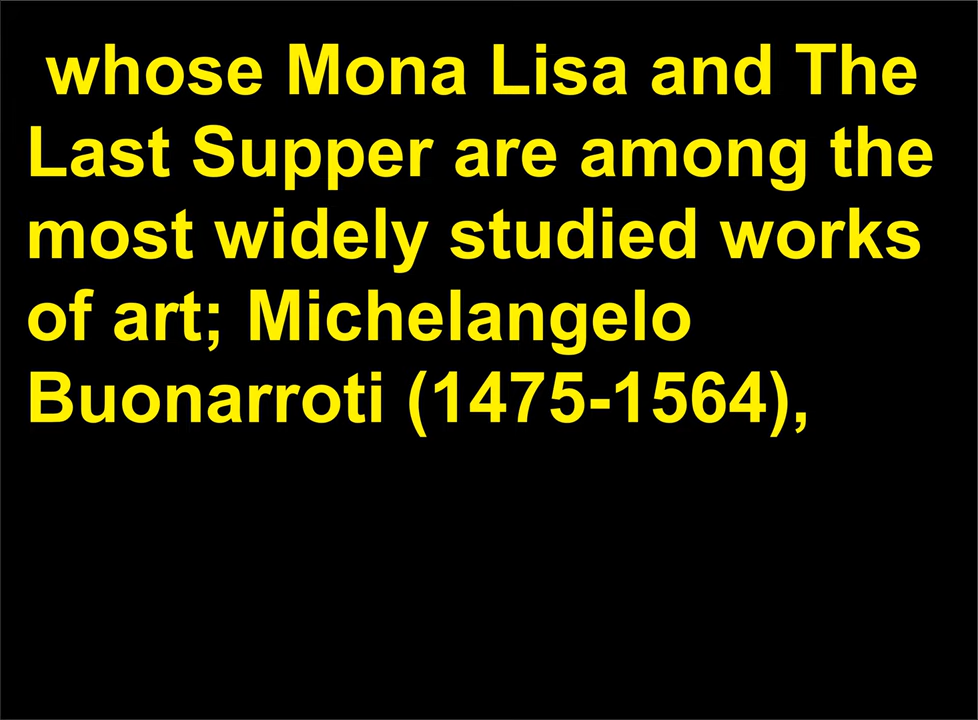 whose Mona Lisa and The
Last Supper are among the
most widely studied works
of art; Michelangelo
Buonarroti (1475-1564),